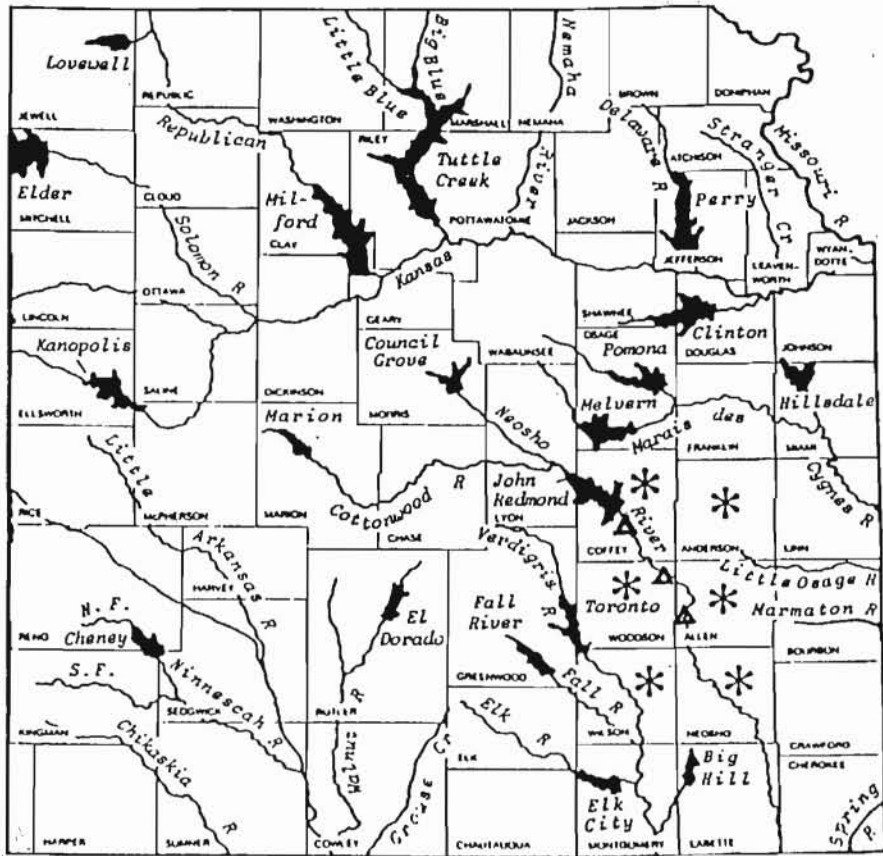 Lovewell
JEWELL
REPUBLIC
Republican
WASHINGTON
Little Blue
Big Blue
MARSHALL
NEMAHA
Nemaha
River
BROWN
DONIPHAN
Delaware R
ATCHISON
Stranger
Cr
Missouri
R
RILEY
Tuttle
Creek
Elder
MITCHELL
CLOUD
Solomon
R
Mil-
ford
CLAY
POTTAWATOMIE
JACKSON
Perry
JEFFERSON
LEAVEN-
WORTH
WYAN-
DOTTE
Kansas
OTTAWA
LINCOLN
GEARY
SHAWNEE
OSAGE
Clinton
DOUGLAS
JOHNSON
Kanopolis
SALINE
ELLSWORTH
DICKINSON
Council
Grove
MORRIS
WABAUNSEE
Pomona
Melvern
Marais
des
Cygnes
R
Hillsdale
FRANKLIN
MIAMI
Marion
Neosho
River
Little
Arkansas
R
RICE
McPHERSON
MARION
Cottonwood
R
CHASE
John
Redmond
LYON
COFFEY
ANDERSON
LINN
Verdigris
R
Little Osage R
Marmaton R
HARVEY
N.F.
Cheney
RENO
S.F.
Ninnescah
R
El
Dorado
Fall
River
Toronto
WOODSON
ALLEN
BOURBON
GREENWOOD
Fall
R
SEDGWICK
BUTLER
Walnut
R
KINGMAN
Chikaskia
R
Elk
R
ELK
WILSON
NEOSHO
CRAWFORD
CHEROKEE
Big
Hill
Elk
City
Grouse
Cr
HARPER
SUMNER
COWLEY
CHAUTAUQUA
MONTGOMERY
LABETTE
Spring
R.